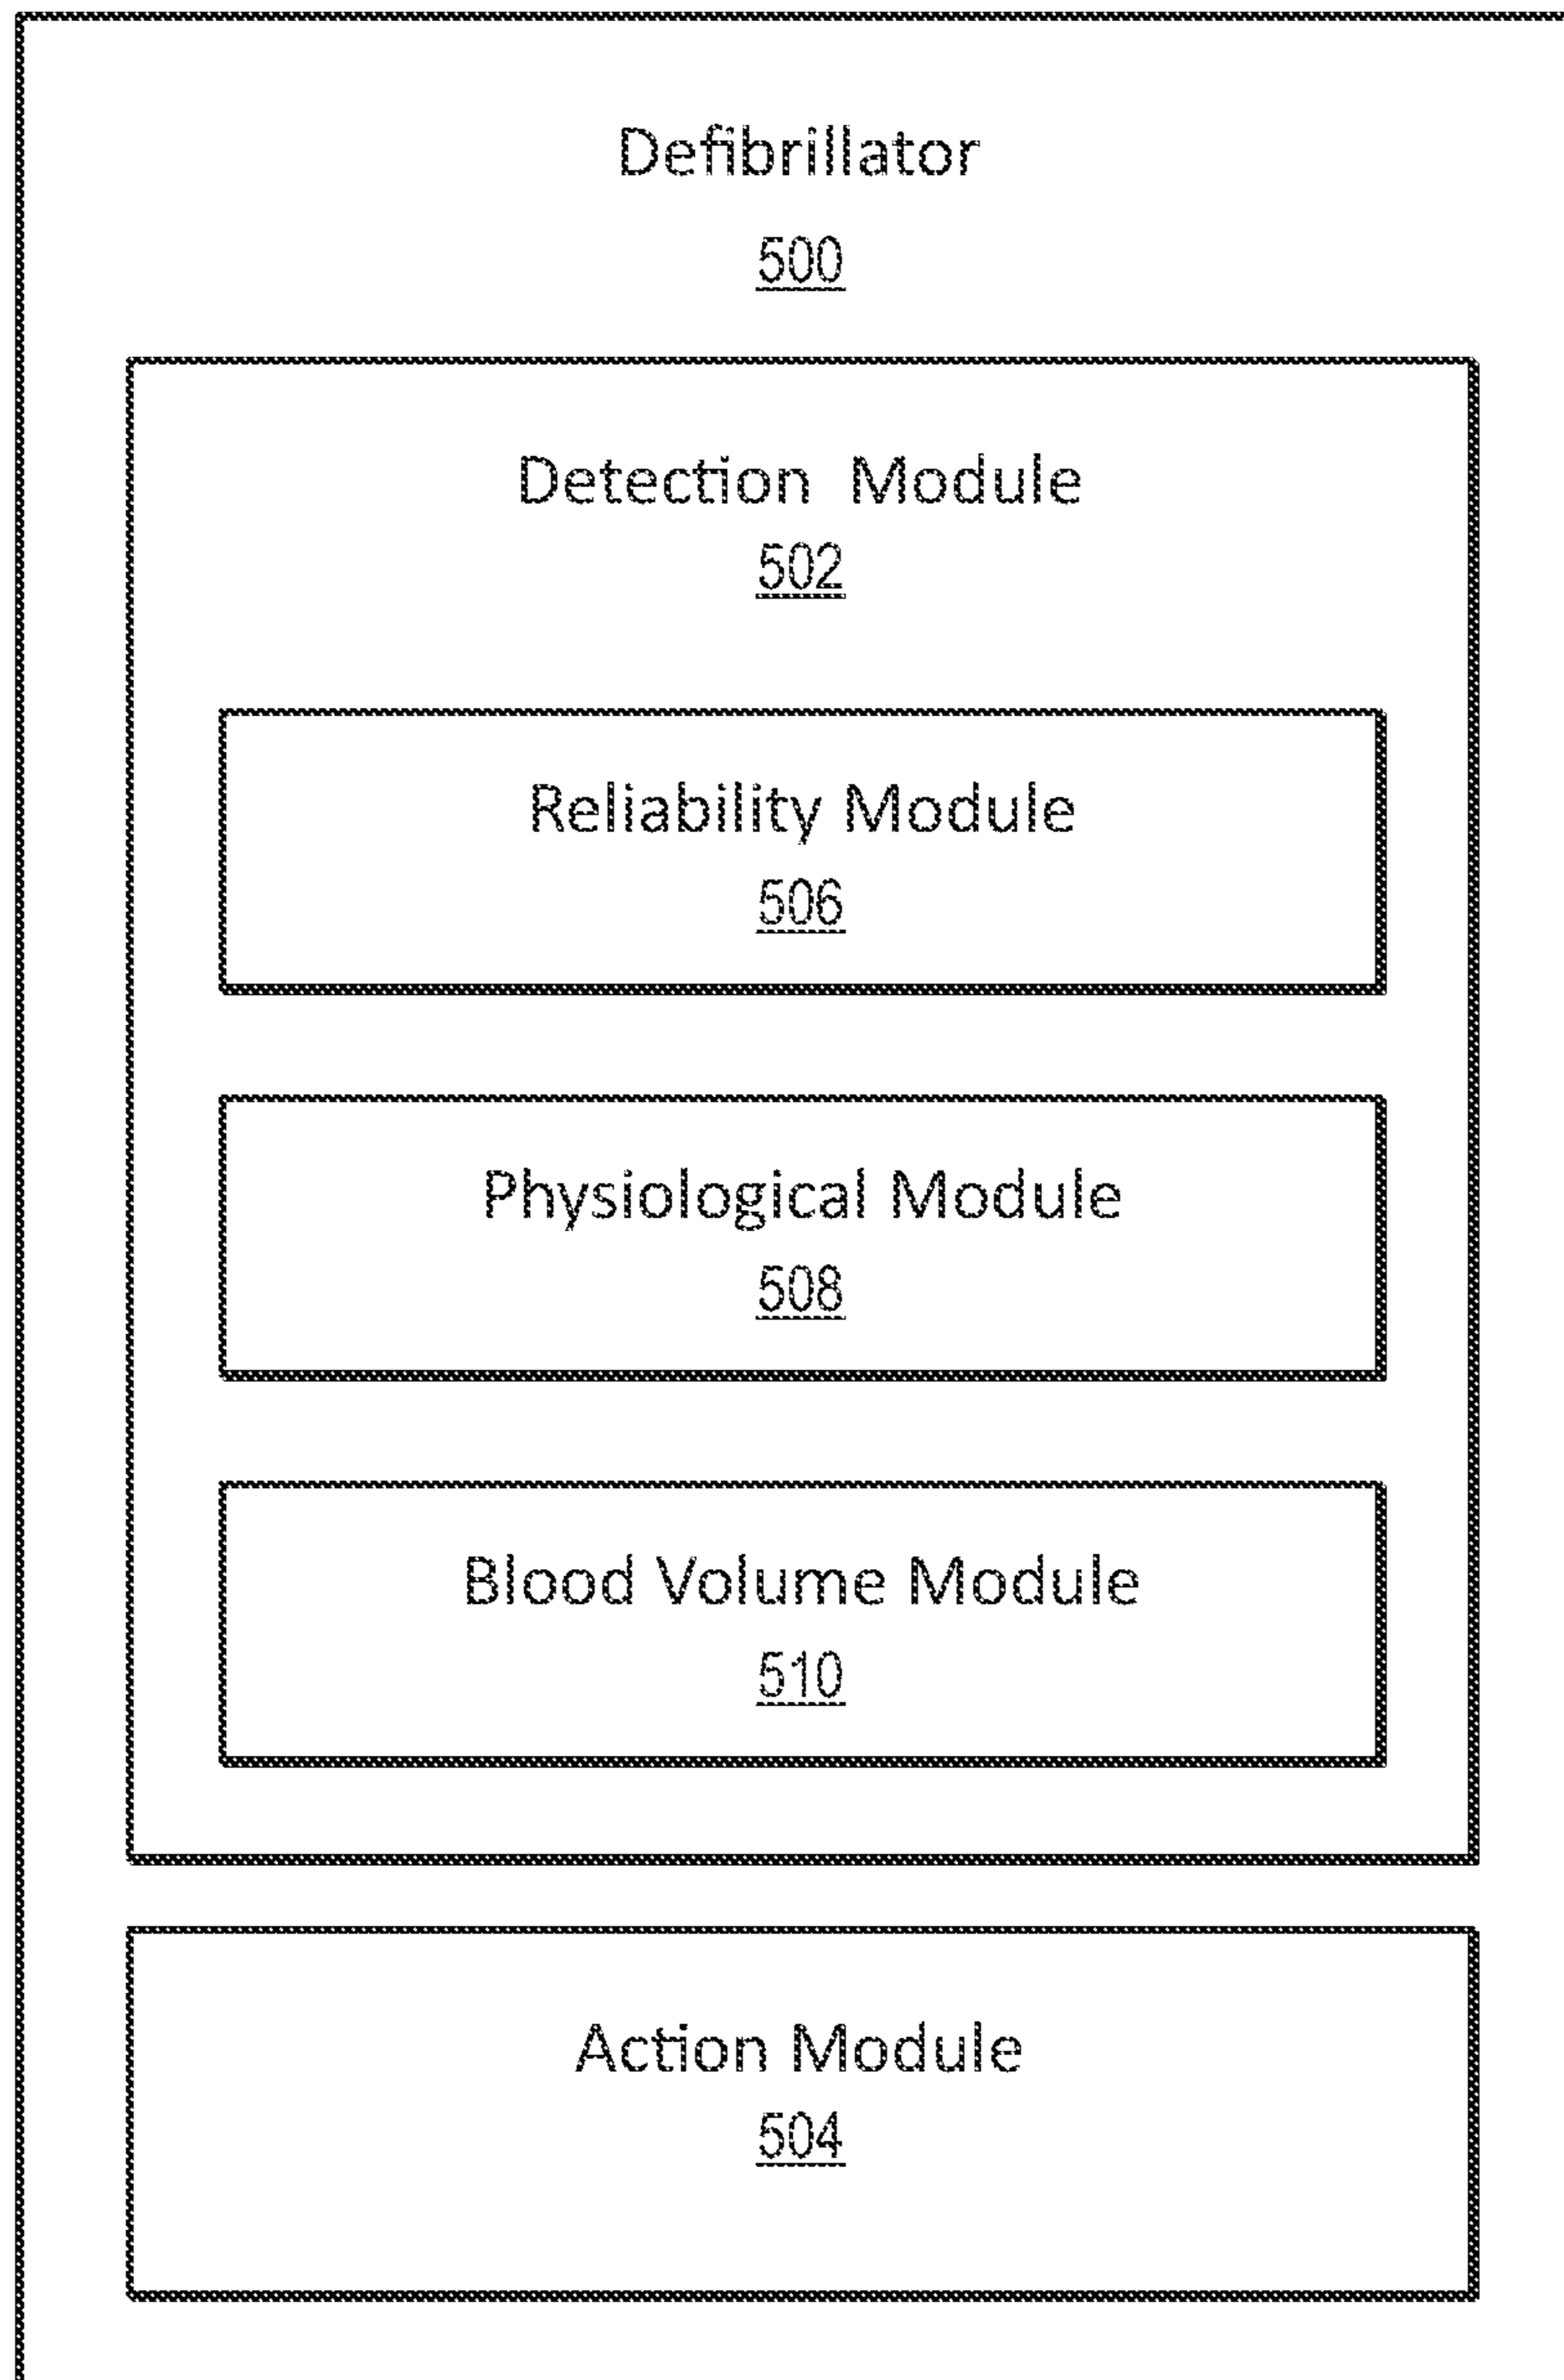 Defibrillator
500
Detection Module
502
Reliability Module
506
Physiological Module
508
Blood Volume Module
510
Action Module
504